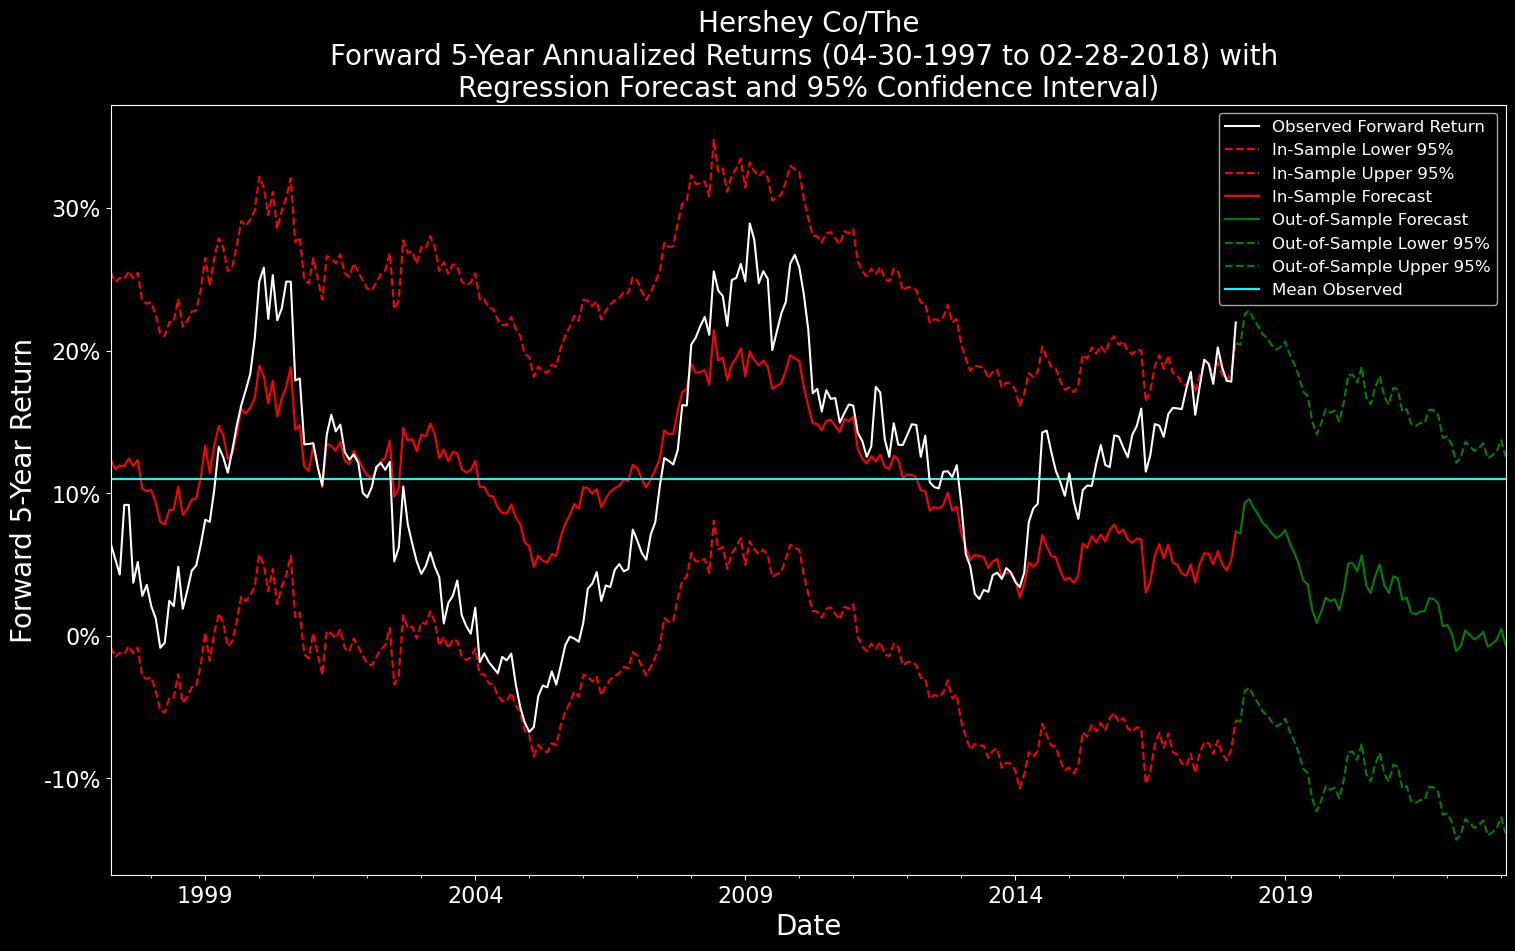 Hershey Co/The
Forward 5-Year Annualized Returns (04-30-1997 to 02-28-2018) with
Regression Forecast and 95% Confidence Interval)
Observed Forward Return
In-Sample Lower 95%
In-Sample Upper 95%
In-Sample Forecast
Out-of-Sample Forecast
Out-of-Sample Lower 95%
Out-of-Sample Upper 95%
Mean Observed
Forward 5-Year Return
30%
20%
10%
0%
-10%
1999
2004
2009
2014
2019
Date